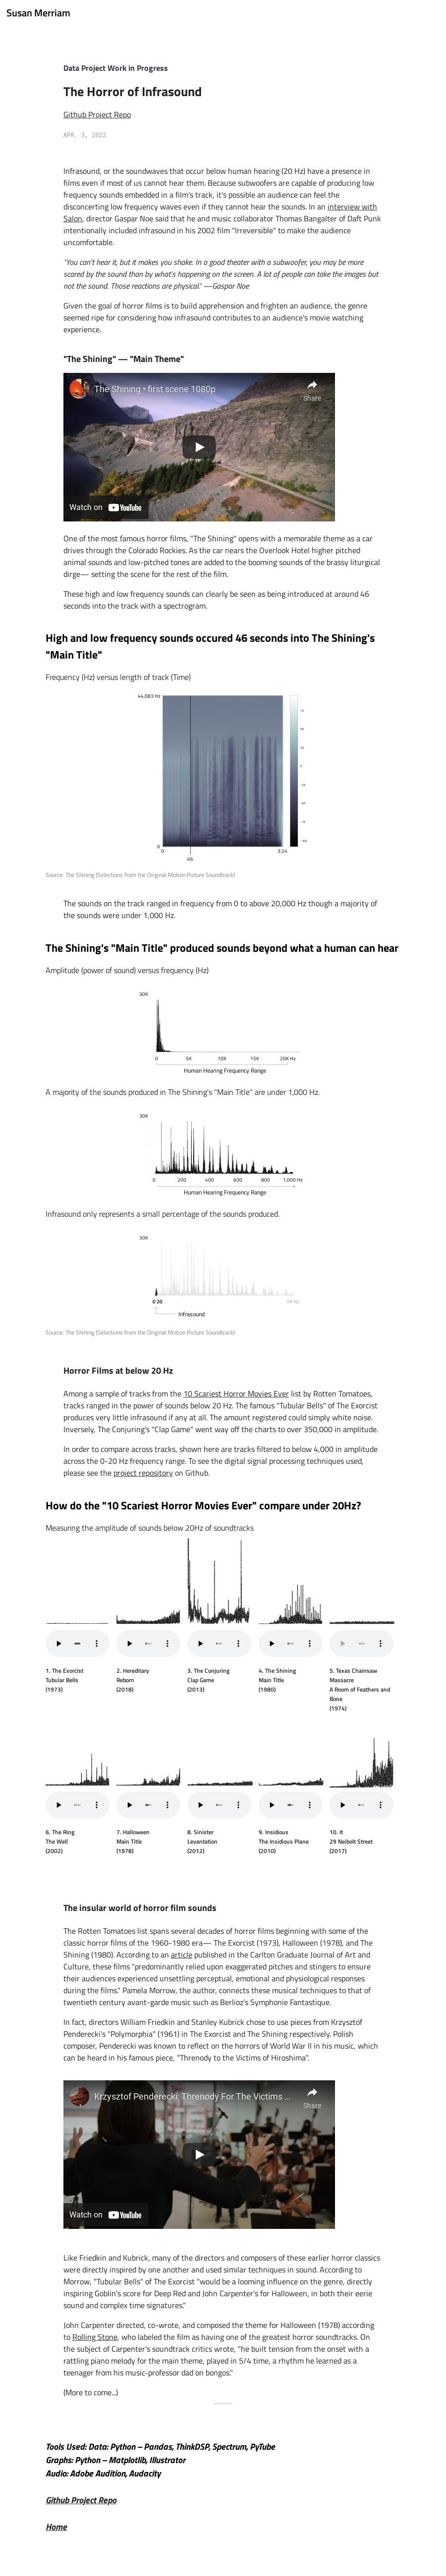 Susan Merriam
Data Project Work in Progress
The Horror of Infrasound
Github Project Repo
APR. 3, 2022
Infrasound, or the soundwaves that occur below human hearing (20 Hz) have a presence in
films even if most of us cannot hear them. Because subwoofers are capable of producing low
frequency sounds embedded in a film's track, it's possible an audience can feel the
disconcerting low frequency waves even if they can not hear the sounds. In an interview with
Salon, director Gaspar Noe said that he and music collaborator Thomas Bangalter of Daft Punk
intentionally included infrasound in his 2002 film "Irreversible" to make the audience
uncomfortable.
"You can't hear it, but it makes you shake. In a good theater with a subwoofer, you may be more
scared by the sound than by what's happening on the screen. A lot of people can take the images but
not the sound. Those reactions are physical." —Gaspar Noe
Given the goal of horror films is to build apprehension and frighten an audience, the genre
seemed ripe for considering how infrasound contributes to an audience's movie watching
experience.
"The Shining" — "Main Theme"
The Shining • first scene 1080p
Share
Watch on YouTube
One of the most famous horror films, "The Shining" opens with a memorable theme as a car
drives through the Colorado Rockies. As the car nears the Overlook Hotel higher pitched
animal sounds and low-pitched tones are added to the booming sounds of the brassy liturgical
dirge— setting the scene for the rest of the film.
These high and low frequency sounds can clearly be seen as being introduced at around 46
seconds into the track with a spectrogram.
High and low frequency sounds occured 46 seconds into The Shining's
"Main Title"
Frequency (Hz) versus length of track (Time)
44,083 Hz
0
0
3:24
:46
Source: The Shining (Selections from the Original Motion Picture Soundtrack)
The sounds on the track ranged in frequency from 0 to above 20,000 Hz though a majority of
the sounds were under 1,000 Hz.
The Shining's "Main Title" produced sounds beyond what a human can hear
Amplitude (power of sound) versus frequency (Hz)
30K
0 5K 10K 15K 20K Hz
Human Hearing Frequency Range
A majority of the sounds produced in The Shining's "Main Title" are under 1,000 Hz.
30K
0 200 400 600 800 1,000 Hz
Human Hearing Frequency Range
Infrasound only represents a small percentage of the sounds produced.
30K
0 20
Infrasound
Source: The Shining (Selections from the Original Motion Picture Soundtrack)
Horror Films at below 20 Hz
Among a sample of tracks from the 10 Scariest Horror Movies Ever list by Rotten Tomatoes,
tracks ranged in the power of sounds below 20 Hz. The famous "Tubular Bells" of The Exorcist
produces very little infrasound if any at all. The amount registered could simply white noise.
Inversely, The Conjuring's "Clap Game" went way off the charts to over 350,000 in amplitude.
In order to compare across tracks, shown here are tracks filtered to below 4,000 in amplitude
across the 0-20 Hz frequency range. To see the digital signal processing techniques used,
please see the project repository on Github.
How do the "10 Scariest Horror Movies Ever" compare under 20Hz?
Measuring the amplitude of sounds below 20Hz of soundtracks
1. The Exorcist
Tubular Bells
(1973)
2. Hereditary
Reborn
(2018)
3. The Conjuring
Clap Game
(2013)
4. The Shining
Main Title
(1980)
5. Texas Chainsaw
Massacre
A Room of Feathers and
Bone
(1974)
6. The Ring
The Well
(2002)
7. Halloween
Main Title
(1978)
8. Sinister
Levantation
(2012)
9. Insidious
The Insidious Plane
(2010)
10. It
29 Neibolt Street
(2017)
The insular world of horror film sounds
The Rotten Tomatoes list spans several decades of horror films beginning with some of the
classic horror films of the 1960-1980 era— The Exorcist (1973), Halloween (1978), and The
Shining (1980). According to an article published in the Carlton Graduate Journal of Art and
Culture, these films "predominantly relied upon exaggerated pitches and stingers to ensure
their audiences experienced unsettling perceptual, emotional and physiological responses
during the films." Pamela Morrow, the author, connects these musical techniques to that of
twentieth century avant-garde music such as Berlioz's Symphonie Fantastique.
In fact, directors William Friedkin and Stanley Kubrick chose to use pieces from Krzysztof
Penderecki's "Polymorphia" (1961) in The Exorcist and The Shining respectively. Polish
composer, Penderecki was known to reflect on the horrors of World War II in his music, which
can be heard in his famous piece, "Threnody to the Victims of Hiroshima".
Krzysztof Penderecki: Threnody For The Victims ...
Share
Watch on YouTube
Like Friedkin and Kubrick, many of the directors and composers of these earlier horror classics
were directly inspired by one another and used similar techniques in sound. According to
Morrow, "Tubular Bells" of The Exorcist "would be a looming influence on the genre, directly
inspiring Goblin's score for Deep Red and John Carpenter's for Halloween, in both their eerie
sound and complex time signatures."
John Carpenter directed, co-wrote, and composed the theme for Halloween (1978) according
to Rolling Stone, who labeled the film as having one of the greatest horror soundtracks. On
the subject of Carpenter's soundtrack critics wrote, "he built tension from the onset with a
rattling piano melody for the main theme, played in 5/4 time, a rhythm he learned as a
teenager from his music-professor dad on bongos."
(More to come...)
Tools Used: Data: Python – Pandas, ThinkDSP, Spectrum, PyTube
Graphs: Python – Matplotlib, Illustrator
Audio: Adobe Audition, Audacity
Github Project Repo
Home